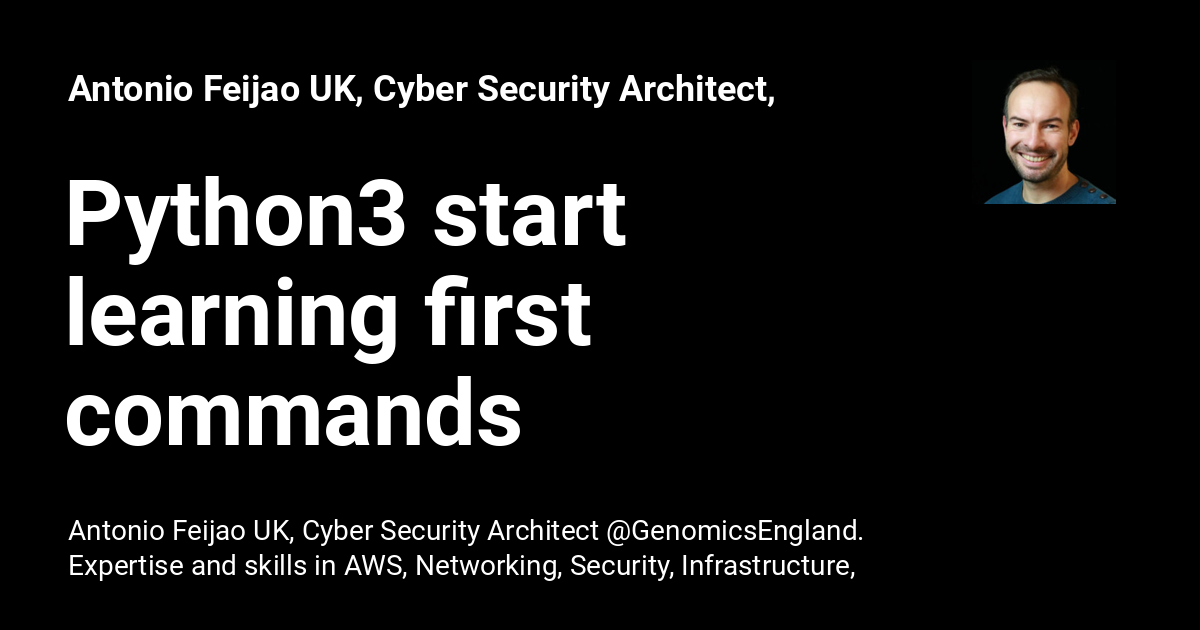 Antonio Feijao UK, Cyber Security Architect,
Python3 start
learning first
commands
Antonio Feijao UK, Cyber Security Architect @GenomicsEngland.
Expertise and skills in AWS, Networking, Security, Infrastructure,